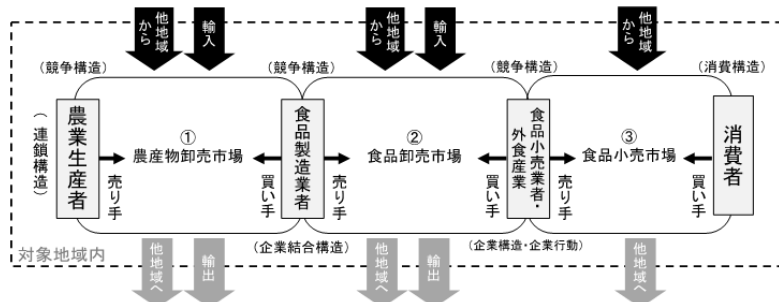 他地域から
輸入
他地域から
輸入
他地域から
(競争構造)
(競争構造)
(競争構造)
(消費構造)
(連鎖構造)
農業生産者
売り手
①
農産物卸売市場
買い手
食品製造業者
売り手
②
食品卸売市場
買い手
食品小売業者・
外食産業
売り手
③
食品小売市場
買い手
消費者
(企業結合構造)
(企業構造・企業行動)
対象地域内
他地域へ
輸出
他地域へ
輸出
他地域へ